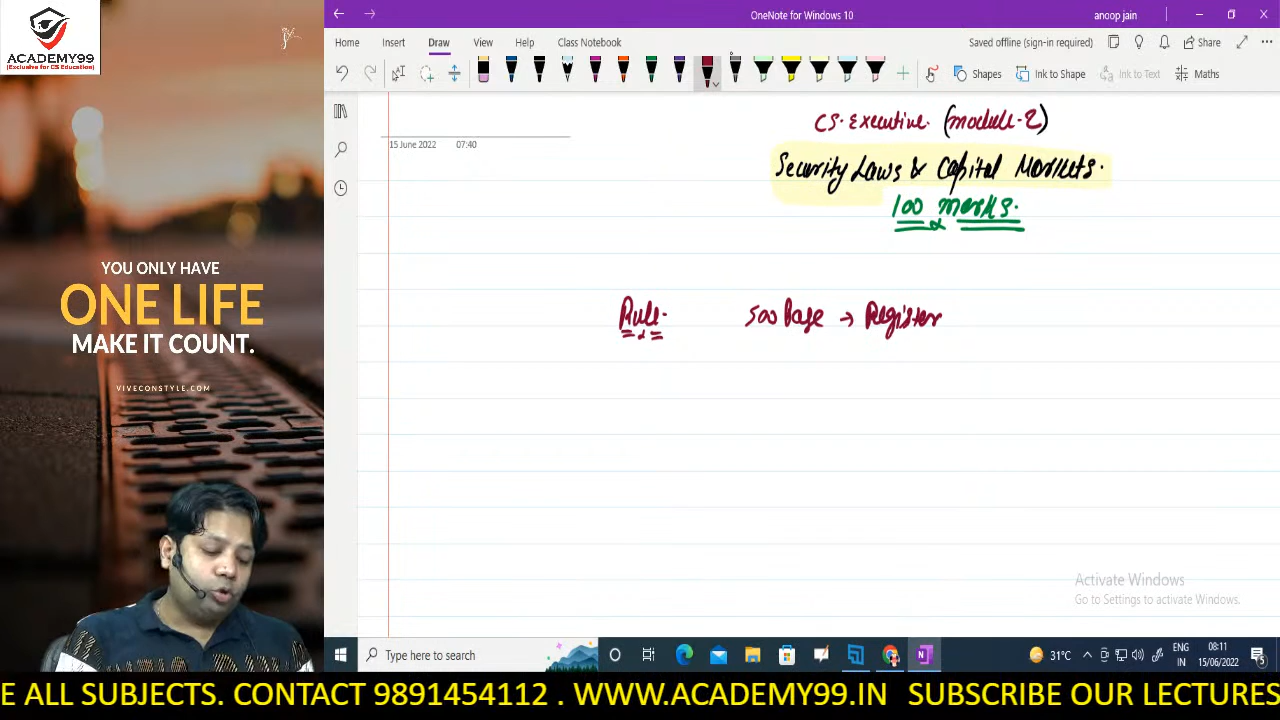 ACADEMY99
(Exclusive for CS Education)
YOU ONLY HAVE
ONE LIFE
MAKE IT COUNT.
VIVECONSTYLE.COM
OneNote for Windows 10
anoop jain
Home Insert Draw View Help Class Notebook
Saved offline (sign-in required)
Share
Shapes
Ink to Shape
Ink to Text
Maths
15 June 2022 07:40
CS-Executive (module-2)
Security Laws & Capital Markets.
100 marks.
Rule. 500 Page → Register
Activate Windows
Go to Settings to activate Windows.
Type here to search
31°C
ENG
IN
08:11
15/06/2022
E ALL SUBJECTS. CONTACT 9891454112 . WWW.ACADEMY99.IN SUBSCRIBE OUR LECTURES